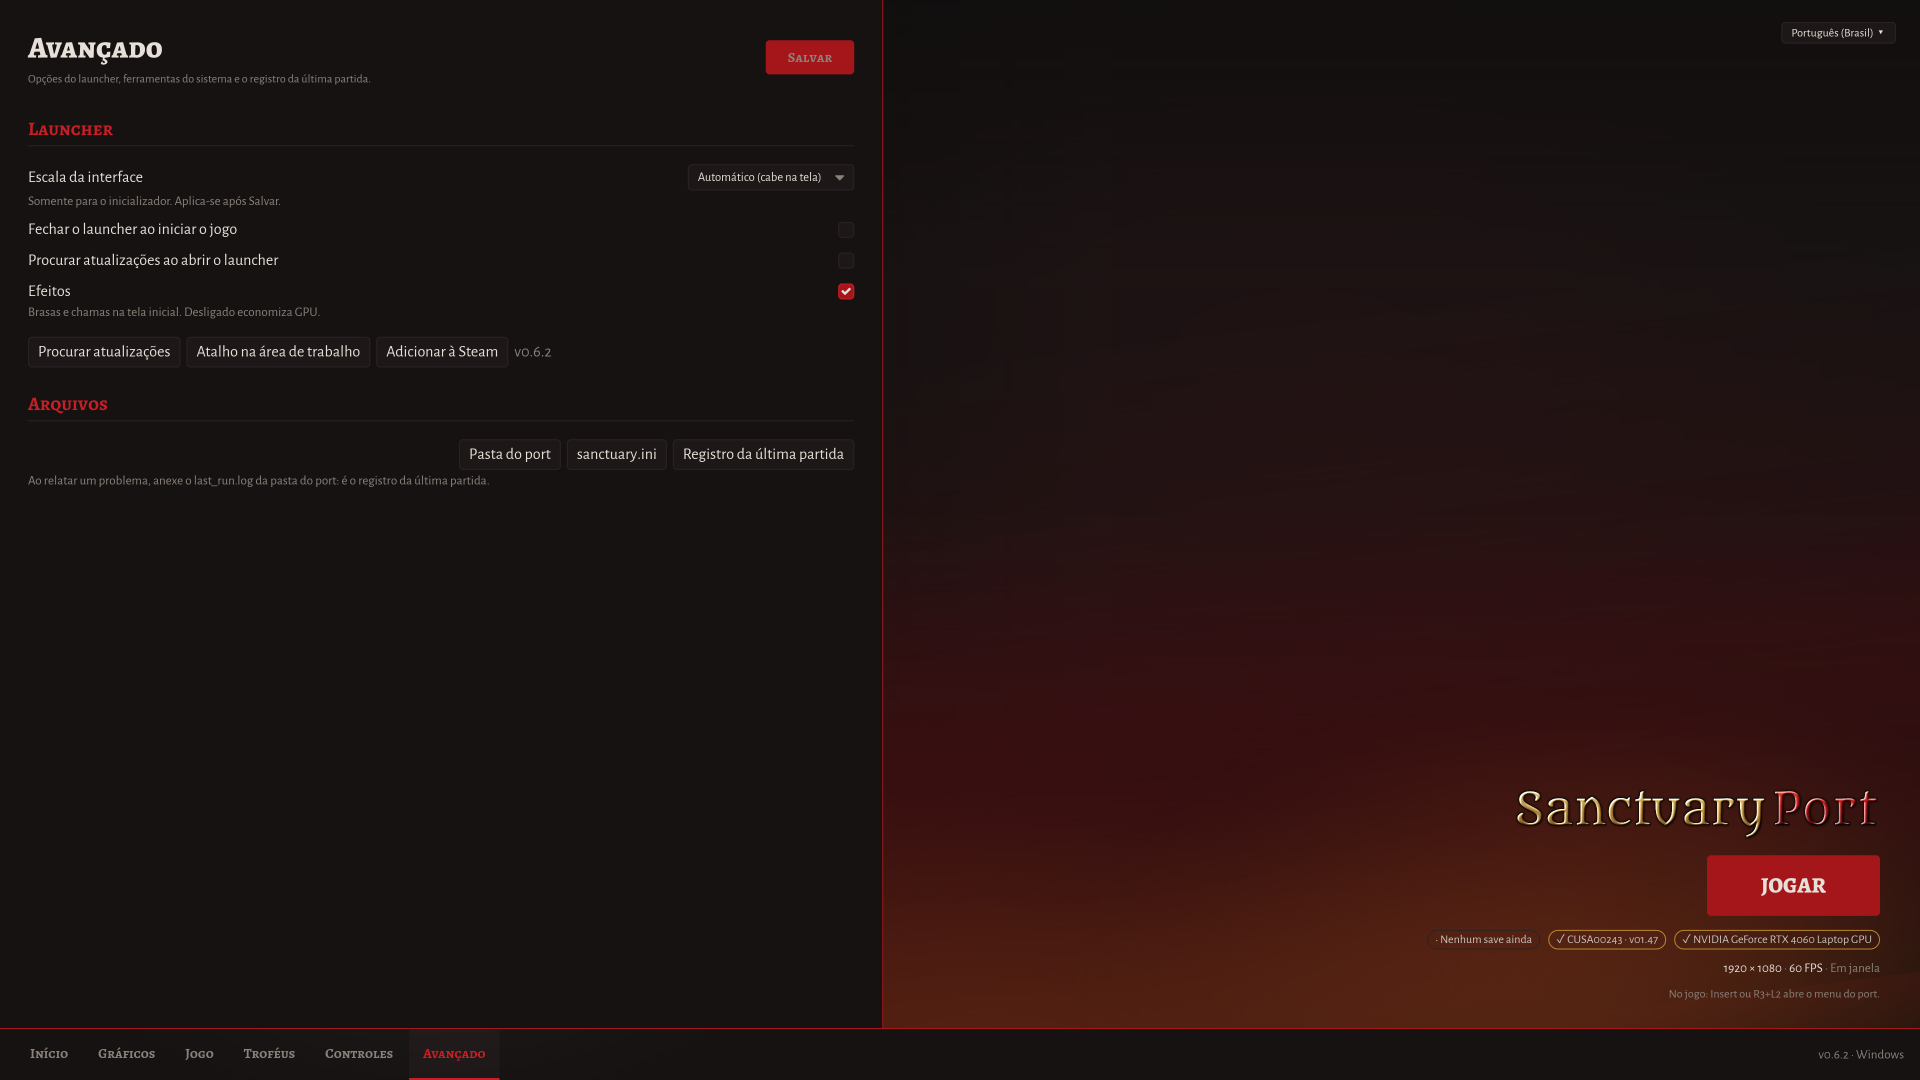 Avançado
Opções do launcher, ferramentas do sistema e o registro da última partida.
Salvar
Português (Brasil)
Launcher
Escala da interface
Automático (cabe na tela)
Somente para o inicializador. Aplica-se após Salvar.
Fechar o launcher ao iniciar o jogo
Procurar atualizações ao abrir o launcher
Efeitos
Brasas e chamas na tela inicial. Desligado economiza GPU.
Procurar atualizações
Atalho na área de trabalho
Adicionar à Steam
v0.6.2
Arquivos
Pasta do port
sanctuary.ini
Registro da última partida
Ao relatar um problema, anexe o last_run.log da pasta do port: é o registro da última partida.
Sanctuary Port
JOGAR
· Nenhum save ainda
✓ CUSA00243 · v01.47
✓ NVIDIA GeForce RTX 4060 Laptop GPU
1920 × 1080 · 60 FPS · Em janela
No jogo: Insert ou R3+L2 abre o menu do port.
Início
Gráficos
Jogo
Troféus
Controles
Avançado
v0.6.2 · Windows